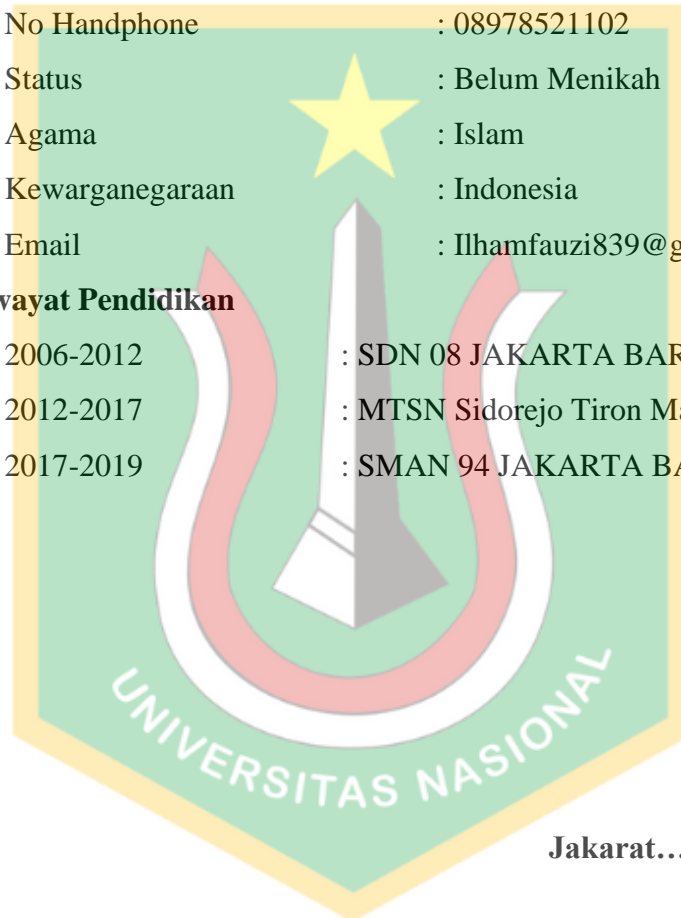 No Handphone : 08978521102
Status : Belum Menikah
Agama : Islam
Kewarganegaraan : Indonesia
Email : Ilhamfauzi839@g
wayat Pendidikan
2006-2012 : SDN 08 JAKARTA BAR
2012-2017 : MTSN Sidorejo Tiron Ma
2017-2019 : SMAN 94 JAKARTA BA
UNIVERSITAS NASIONAL
Jakarat…